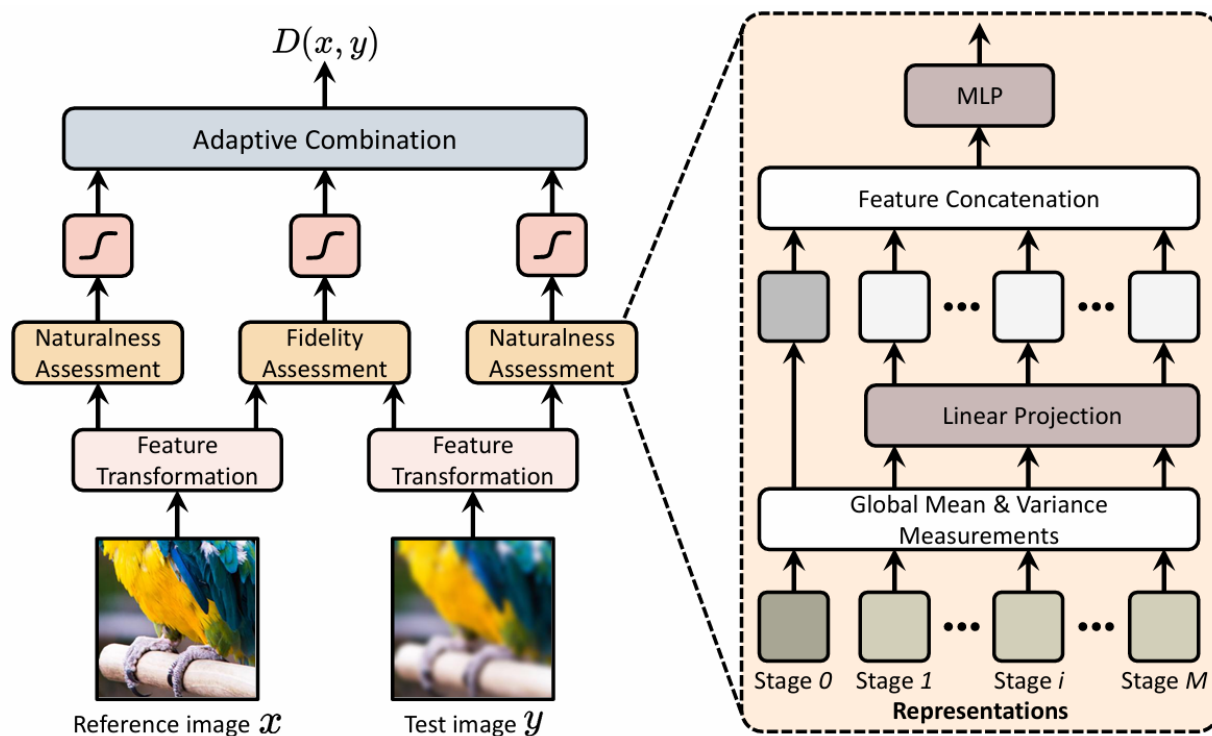 D(x, y)
Adaptive Combination
Naturalness
Assessment
Fidelity
Assessment
Naturalness
Assessment
Feature
Transformation
Feature
Transformation
Reference image x
Test image y
MLP
Feature Concatenation
Linear Projection
Global Mean & Variance
Measurements
Stage 0
Stage 1
Stage i
Stage M
Representations